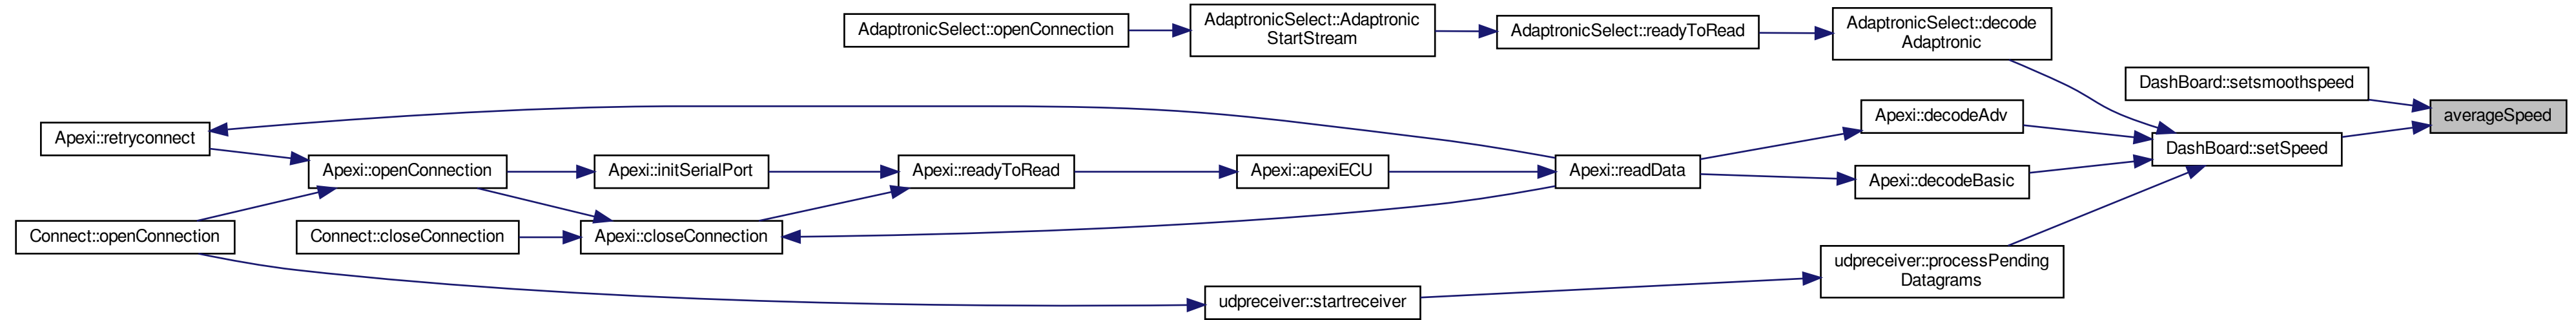 AdaptronicSelect::openConnection
AdaptronicSelect::Adaptronic
StartStream
AdaptronicSelect::readyToRead
AdaptronicSelect::decode
Adaptronic
DashBoard::setsmoothspeed
averageSpeed
Apexi::retryconnect
Apexi::openConnection
Apexi::initSerialPort
Apexi::readyToRead
Apexi::apexiECU
Apexi::readData
Apexi::decodeAdv
Apexi::decodeBasic
DashBoard::setSpeed
Connect::openConnection
Connect::closeConnection
Apexi::closeConnection
udpreceiver::startreceiver
udpreceiver::processPending
Datagrams